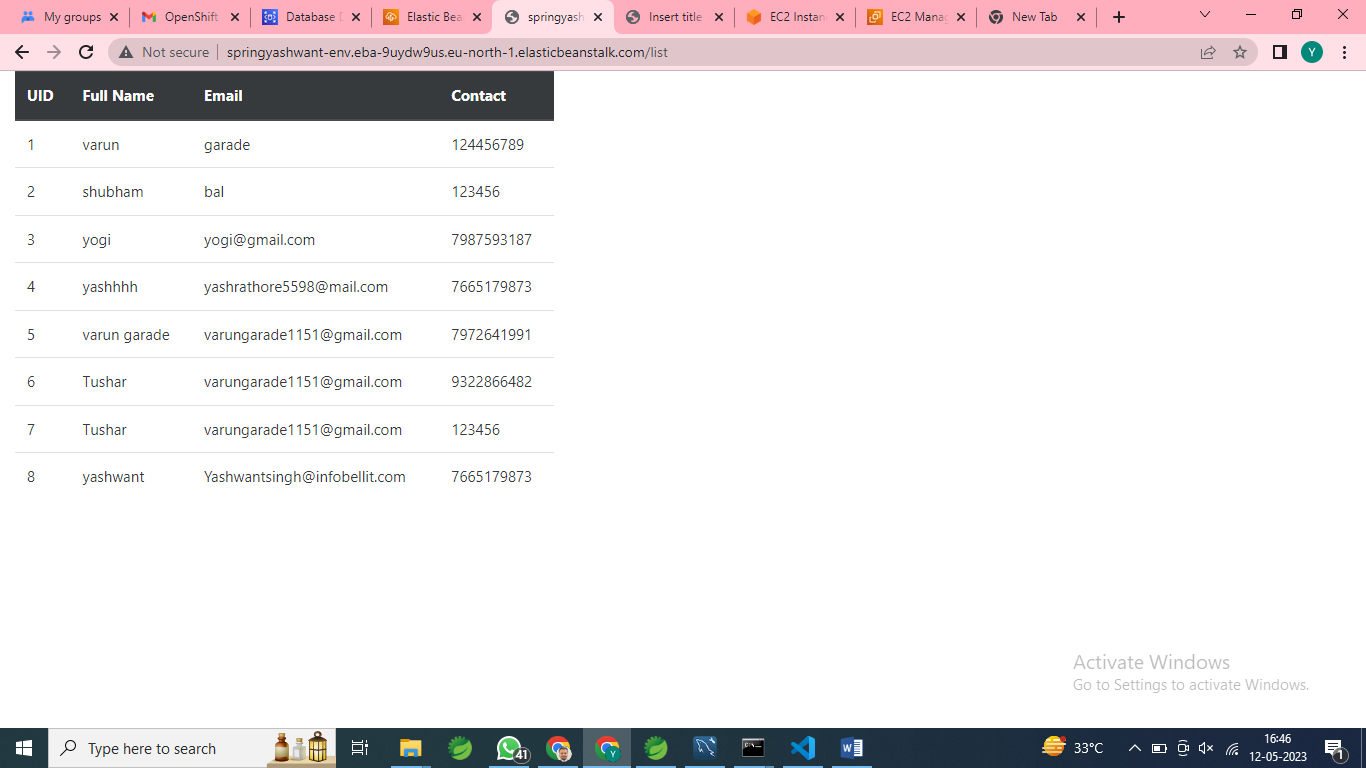 My groups
OpenShift
Database D
Elastic Bea
springyash
Insert title
EC2 Instan
EC2 Manag
New Tab
Not secure
springyashwant-env.eba-9uydw9us.eu-north-1.elasticbeanstalk.com/list
Y
UID Full Name Email Contact
1 varun garade 124456789
2 shubham bal 123456
3 yogi yogi@gmail.com 7987593187
4 yashhhh yashrathore5598@mail.com 7665179873
5 varun garade varungarade1151@gmail.com 7972641991
6 Tushar varungarade1151@gmail.com 9322866482
7 Tushar varungarade1151@gmail.com 123456
8 yashwant Yashwantsingh@infobellit.com 7665179873
Activate Windows
Go to Settings to activate Windows.
Type here to search
41
Y
33°C
16:46
12-05-2023
1